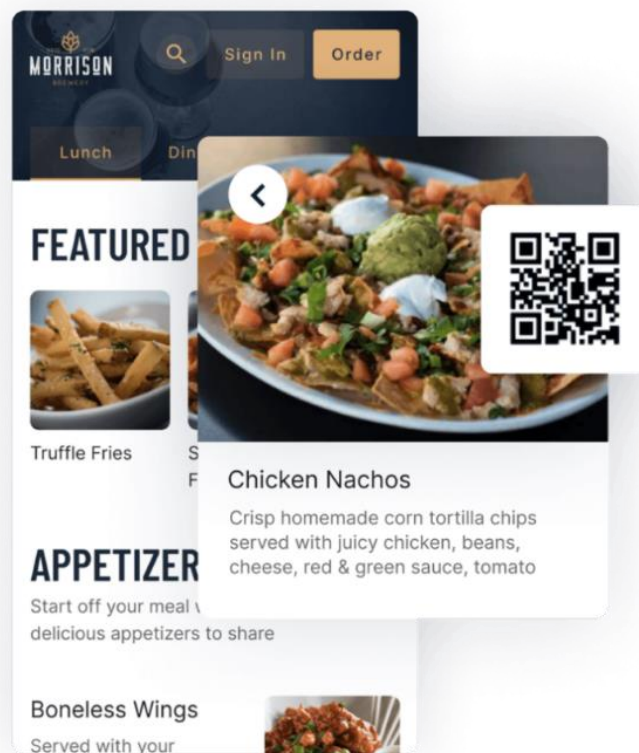 MORRISON
BREWERY
Sign In
Order
Lunch
Din
FEATURED
Truffle Fries
S
F
APPETIZER
Start off your meal
delicious appetizers to share
Boneless Wings
Served with your
Chicken Nachos
Crisp homemade corn tortilla chips
served with juicy chicken, beans,
cheese, red & green sauce, tomato